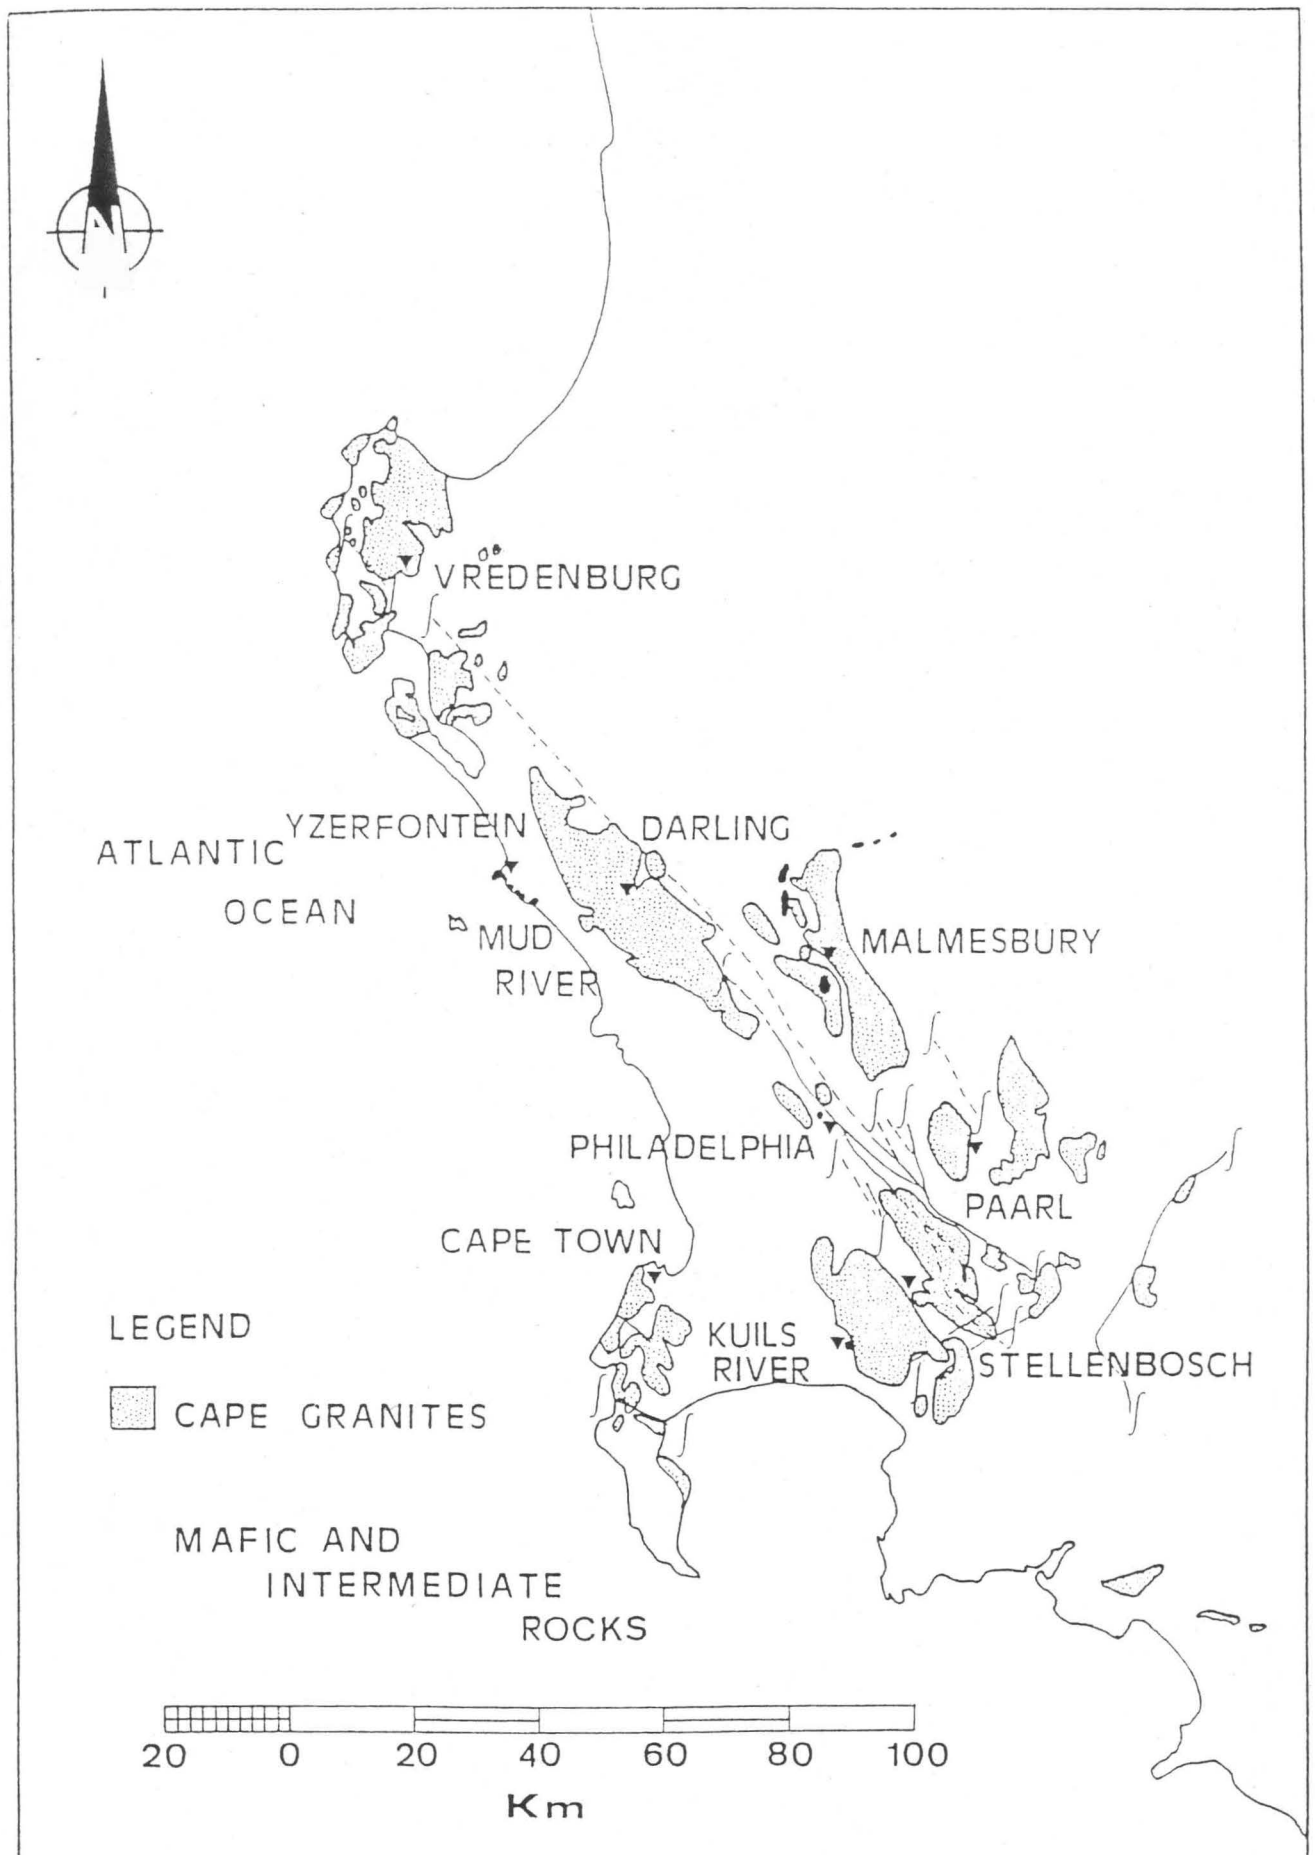 N
VREDENBURG
YZERFONTEIN
DARLING
ATLANTIC
OCEAN
MUD
RIVER
MALMESBURY
PHILADELPHIA
PAARL
CAPE TOWN
KUILS
RIVER
STELLENBOSCH
LEGEND
CAPE GRANITES
MAFIC AND
INTERMEDIATE
ROCKS
20 0 20 40 60 80 100
Km